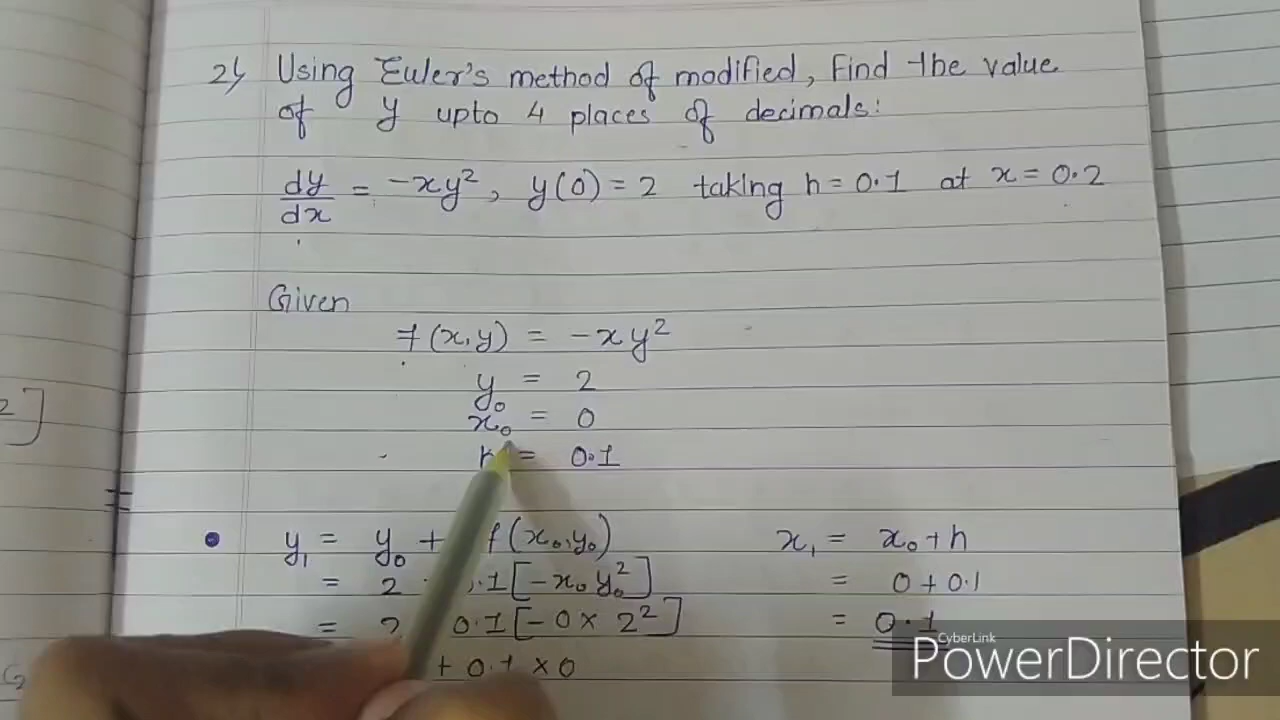 2) Using Euler's method of modified, Find the value
of y upto 4 places of decimals:
dy/dx = -xy², y(0) = 2 taking h = 0.1 at x = 0.2
Given
f(x,y) = -xy²
y₀ = 2
x₀ = 0
2]
h = 0.1
y₁ = y₀ + f(x₀,y₀) x₁ = x₀+h
= 2 0.1[-x₀y₀²] = 0+0.1
= 2 0.1[-0×2²] = 0.1
+ 0.1 × 0
CyberLink
PowerDirector